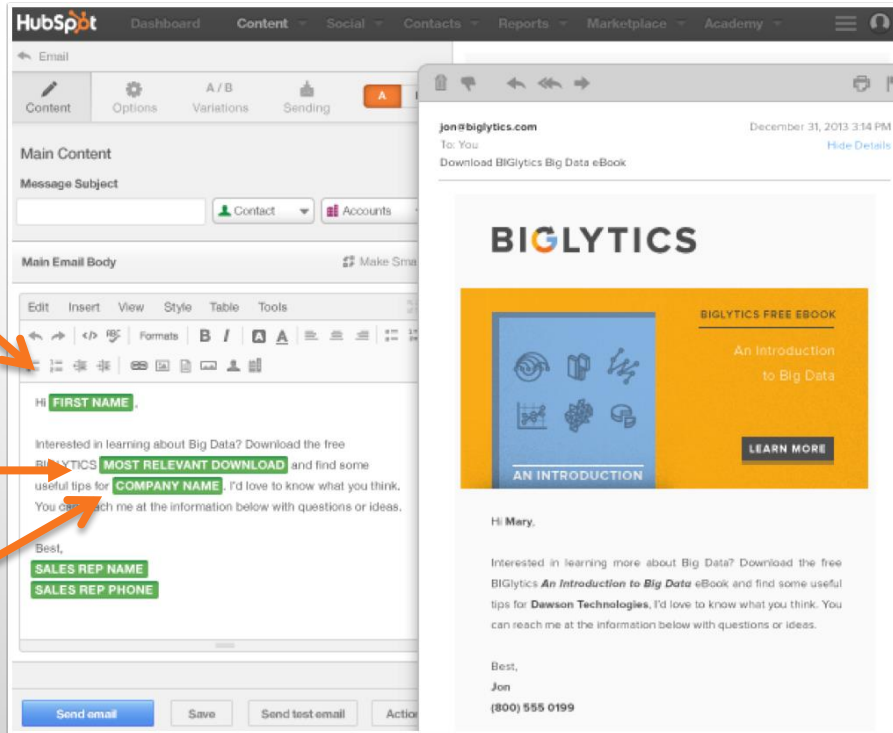 HubSpot Dashboard Content Social Contacts Reports Marketplace Academy
Email
Content Options A/B Variations Sending A
Main Content
Message Subject
Contact Accounts
Main Email Body Make Sma
Edit Insert View Style Table Tools
ABC Formats B I A A
Hi FIRST NAME ,
Interested in learning about Big Data? Download the free
MOST RELEVANT DOWNLOAD and find some
useful tips for COMPANY NAME . I'd love to know what you think.
You can reach me at the information below with questions or ideas.
Best,
SALES REP NAME
SALES REP PHONE
Send email Save Send test email Action
jon@biglytics.com December 31, 2013 3:14 PM
To: You Hide Details
Download BIGlytics Big Data eBook
BIGLYTICS
BIGLYTICS FREE EBOOK
An Introduction
to Big Data
LEARN MORE
AN INTRODUCTION
Hi Mary,
Interested in learning more about Big Data? Download the free
BIGlytics An Introduction to Big Data eBook and find some useful
tips for Dawson Technologies, I'd love to know what you think. You
can reach me at the information below with questions or ideas.
Best,
Jon
(800) 555 0199